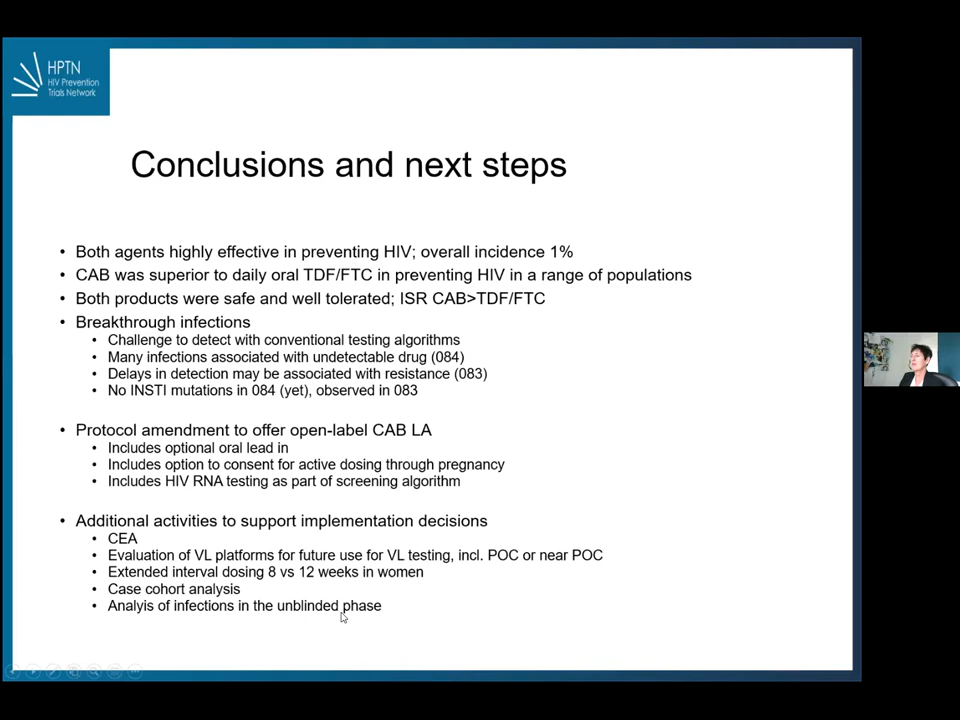 HPTN
HIV Prevention
Trials Network
Conclusions and next steps
• Both agents highly effective in preventing HIV; overall incidence 1%
• CAB was superior to daily oral TDF/FTC in preventing HIV in a range of populations
• Both products were safe and well tolerated; ISR CAB>TDF/FTC
• Breakthrough infections
• Challenge to detect with conventional testing algorithms
• Many infections associated with undetectable drug (084)
• Delays in detection may be associated with resistance (083)
• No INSTI mutations in 084 (yet), observed in 083
• Protocol amendment to offer open-label CAB LA
• Includes optional oral lead in
• Includes option to consent for active dosing through pregnancy
• Includes HIV RNA testing as part of screening algorithm
• Additional activities to support implementation decisions
• CEA
• Evaluation of VL platforms for future use for VL testing, incl. POC or near POC
• Extended interval dosing 8 vs 12 weeks in women
• Case cohort analysis
• Analyis of infections in the unblinded phase